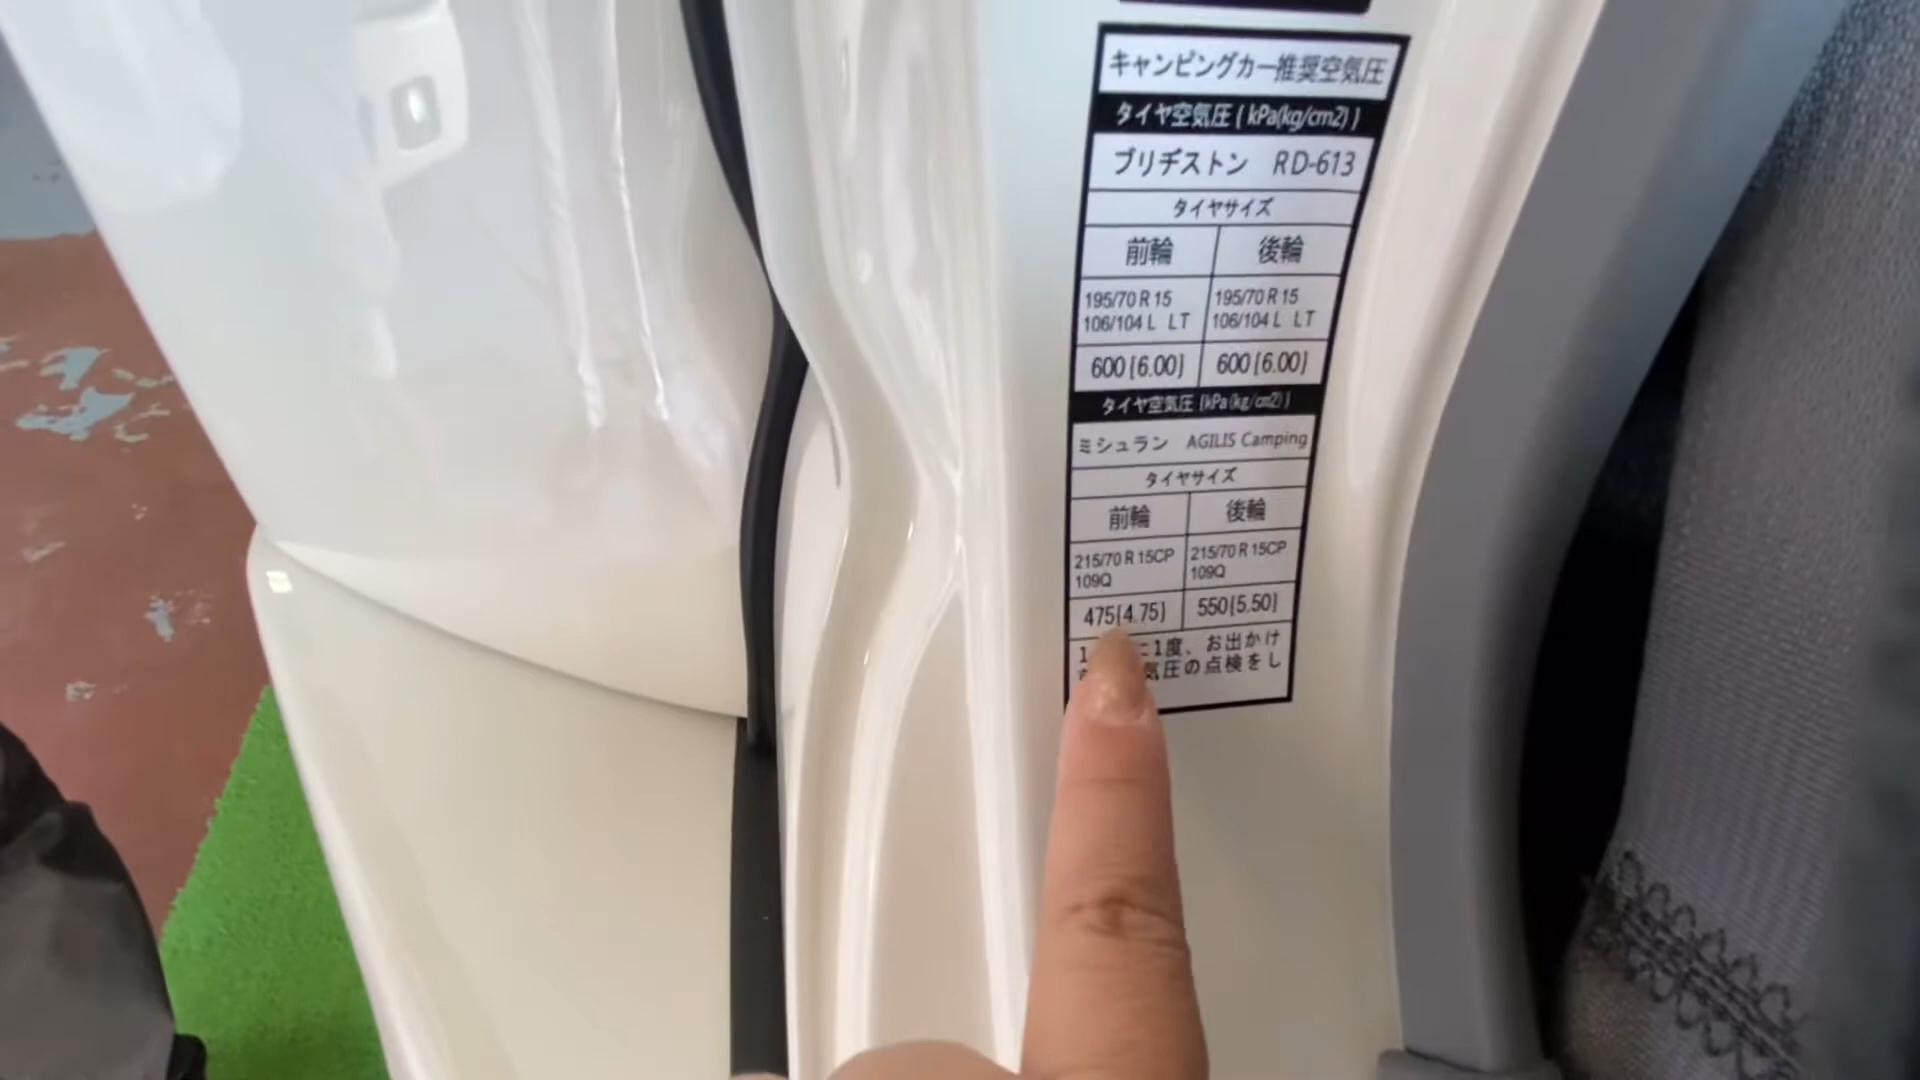 キャンピングカー推奨空気圧
タイヤ空気圧 ( kPa(kg/cm2) )
ブリヂストン RD-613
タイヤサイズ
前輪 後輪
195/70 R 15 195/70 R 15
106/104 L LT 106/104 L LT
600 [6.00] 600 [6.00]
タイヤ空気圧 [kPa(kg/cm2)]
ミシュラン AGILIS Camping
タイヤサイズ
前輪 後輪
215/70 R 15CP 215/70 R 15CP
109Q 109Q
475[4.75] 550[5.50]
1 に1度、お出かけ
気圧の点検をし